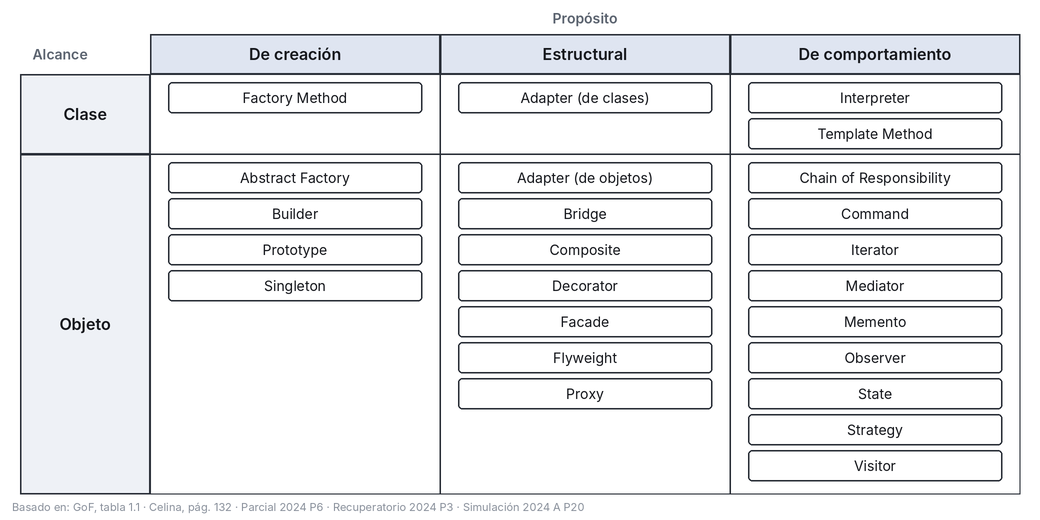 Propósito
Alcance
De creación
Estructural
De comportamiento
Clase
Factory Method
Adapter (de clases)
Interpreter
Template Method
Objeto
Abstract Factory
Builder
Prototype
Singleton
Adapter (de objetos)
Bridge
Composite
Decorator
Facade
Flyweight
Proxy
Chain of Responsibility
Command
Iterator
Mediator
Memento
Observer
State
Strategy
Visitor
Basado en: GoF, tabla 1.1 · Celina, pág. 132 · Parcial 2024 P6 · Recuperatorio 2024 P3 · Simulación 2024 A P20